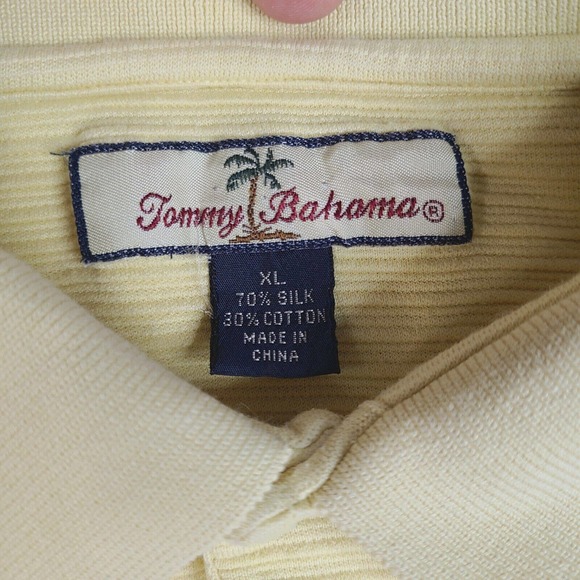 Tommy Bahama®
XL
70% SILK
30% COTTON
MADE IN
CHINA